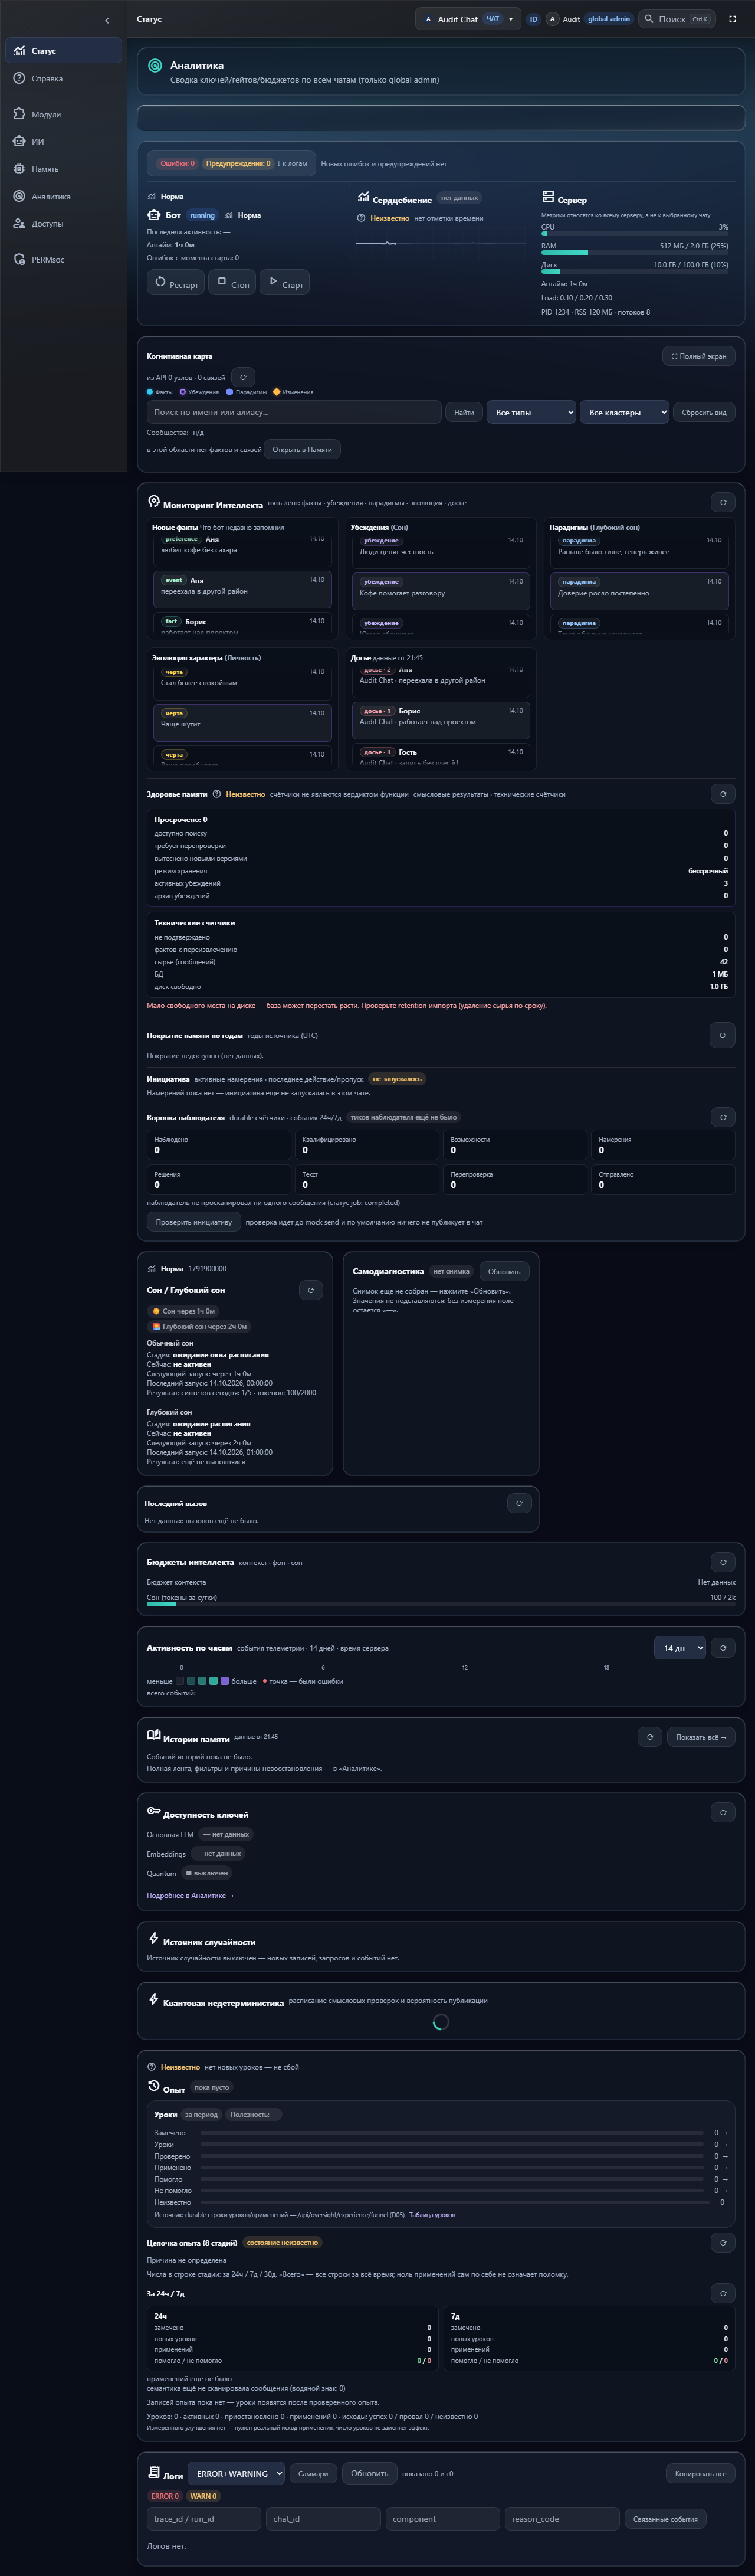 Статус
Audit Chat ЧАТ ▾ ID A Audit global_admin Поиск Ctrl K
Статус
Справка
Модули
ИИ
Память
Аналитика
Доступы
PERMsoc
Аналитика
Сводка ключей/гейтов/бюджетов по всем чатам (только global admin)
Ошибки: 0 Предупреждения: 0 ↓ к логам Новых ошибок и предупреждений нет
Норма
Бот running Норма
Последняя активность: —
Аптайм: 1ч 0м
Ошибок с момента старта: 0
Рестарт Стоп Старт
Сердцебиение нет данных
Неизвестно нет отметки времени
Сервер
Метрики относятся ко всему серверу, а не к выбранному чату.
CPU 3%
RAM 512 МБ / 2.0 ГБ (25%)
Диск 10.0 ГБ / 100.0 ГБ (10%)
Аптайм: 1ч 0м
Load: 0.10 / 0.20 / 0.30
PID 1234 · RSS 120 МБ · потоков 8
Когнитивная карта Полный экран
из API 0 узлов · 0 связей
Факты Убеждения Парадигмы Изменения
Поиск по имени или алиасу... Найти Все типы Все кластеры Сбросить вид
Сообщества: н/д
в этой области нет фактов и связей Открыть в Памяти
Мониторинг Интеллекта пять лент: факты · убеждения · парадигмы · эволюция · досье
Новые факты Что бот недавно запомнил
preference Аня 14.10
любит кофе без сахара
event Аня 14.10
переехала в другой район
fact Борис 14.10
работает над проектом
Убеждения (Сон)
убеждение 14.10
Люди ценят честность
убеждение 14.10
Кофе помогает разговору
убеждение 14.10
Парадигмы (Глубокий сон)
парадигма 14.10
Раньше было тише, теперь живее
парадигма 14.10
Доверие росло постепенно
парадигма 14.10
Эволюция характера (Личность)
14.10
Стал более спокойным
черта 14.10
Чаще шутит
черта 14.10
Досье данные от 21:45
досье · 2 Аня 14.10
Audit Chat · переехала в другой район
досье · 1 Борис 14.10
Audit Chat · работает над проектом
досье · 1 Гость 14.10
Audit Chat · запись без user_id
Здоровье памяти Неизвестно счётчики не являются вердиктом функции смысловые результаты · технические счётчики
Просрочено: 0
доступно поиску 0
требует перепроверки 0
вытеснено новыми версиями 0
режим хранения бессрочный
активных убеждений 3
архив убеждений 0
Технические счётчики
не подтверждено 0
фактов к переизвлечению 0
сырьё (сообщений) 42
БД 1 МБ
диск свободно 1.0 ГБ
Мало свободного места на диске — база может перестать расти. Проверьте retention импорта (удаление сырья по сроку).
Покрытие памяти по годам годы источника (UTC)
Покрытие недоступно (нет данных).
Инициатива активные намерения · последнее действие/пропуск не запускалось
Намерений пока нет — инициатива ещё не запускалась в этом чате.
Воронка наблюдателя durable счётчики · события 24ч/7д тиков наблюдателя ещё не было
Наблюдено Квалифицировано Возможности Намерения
0 0 0 0
Решения Текст Перепроверка Отправлено
0 0 0 0
наблюдатель не просканировал ни одного сообщения (статус job: completed)
Проверить инициативу проверка идёт до mock send и по умолчанию ничего не публикует в чат
Норма 1791900000
Сон / Глубокий сон
Сон через 1ч 0м
Глубокий сон через 2ч 0м
Обычный сон
Стадия: ожидание окна расписания
Сейчас: не активен
Следующий запуск: через 1ч 0м
Последний запуск: 14.10.2026, 00:00:00
Результат: синтезов сегодня: 1/5 · токенов: 100/2000
Глубокий сон
Стадия: ожидание расписания
Сейчас: не активен
Следующий запуск: через 2ч 0м
Последний запуск: 14.10.2026, 01:00:00
Результат: ещё не выполнялся
Самодиагностика нет снимка Обновить
Снимок ещё не собран — нажмите «Обновить».
Значения не подставляются: без измерения поле
остаётся «—».
Последний вызов
Нет данных: вызовов ещё не было.
Бюджеты интеллекта контекст · фон · сон
Бюджет контекста Нет данных
Сон (токены за сутки) 100 / 2k
Активность по часам события телеметрии · 14 дней · время сервера 14 дн
0 6 12 18
меньше больше точка — были ошибки
всего событий:
Истории памяти данные от 21:45 Показать всё →
Событий историй пока не было.
Полная лента, фильтры и причины невосстановления — в «Аналитике».
Доступность ключей
Основная LLM — нет данных
Embeddings — нет данных
Quantum выключен
Подробнее в Аналитике →
Источник случайности
Источник случайности выключен — новых записей, запросов и событий нет.
Квантовая недетерминистика расписание смысловых проверок и вероятность публикации
Неизвестно нет новых уроков — не сбой
Опыт пока пусто
Уроки за период Полезность: —
Замечено 0 →
Уроки 0 →
Проверено 0 →
Применено 0 →
Помогло 0 →
Не помогло 0 →
Неизвестно 0
Источник: durable строки уроков/применений — /api/oversight/experience/funnel (D05) Таблица уроков
Цепочка опыта (8 стадий) состояние неизвестно
Причина не определена
Числа в строке стадии: за 24ч / 7д / 30д. «Всего» — все строки за всё время; ноль применений сам по себе не означает поломку.
За 24ч / 7д
24ч
замечено 0
новых уроков 0
применений 0
помогло / не помогло 0 / 0
7д
замечено 0
новых уроков 0
применений 0
помогло / не помогло 0 / 0
применений ещё не было
семантика ещё не сканировала сообщения (водяной знак: 0)
Записей опыта пока нет — уроки появятся после проверенного опыта.
Уроков: 0 · активных 0 · приостановлено 0 · применений 0 · исходы: успех 0 / провал 0 / неизвестно 0
Измеренного улучшения нет — нужен реальный исход применения; число уроков не заменяет эффект.
Логи ERROR+WARNING Саммари Обновить показано 0 из 0 Копировать всё
ERROR 0 WARN 0
trace_id / run_id chat_id component reason_code Связанные события
Логов нет.